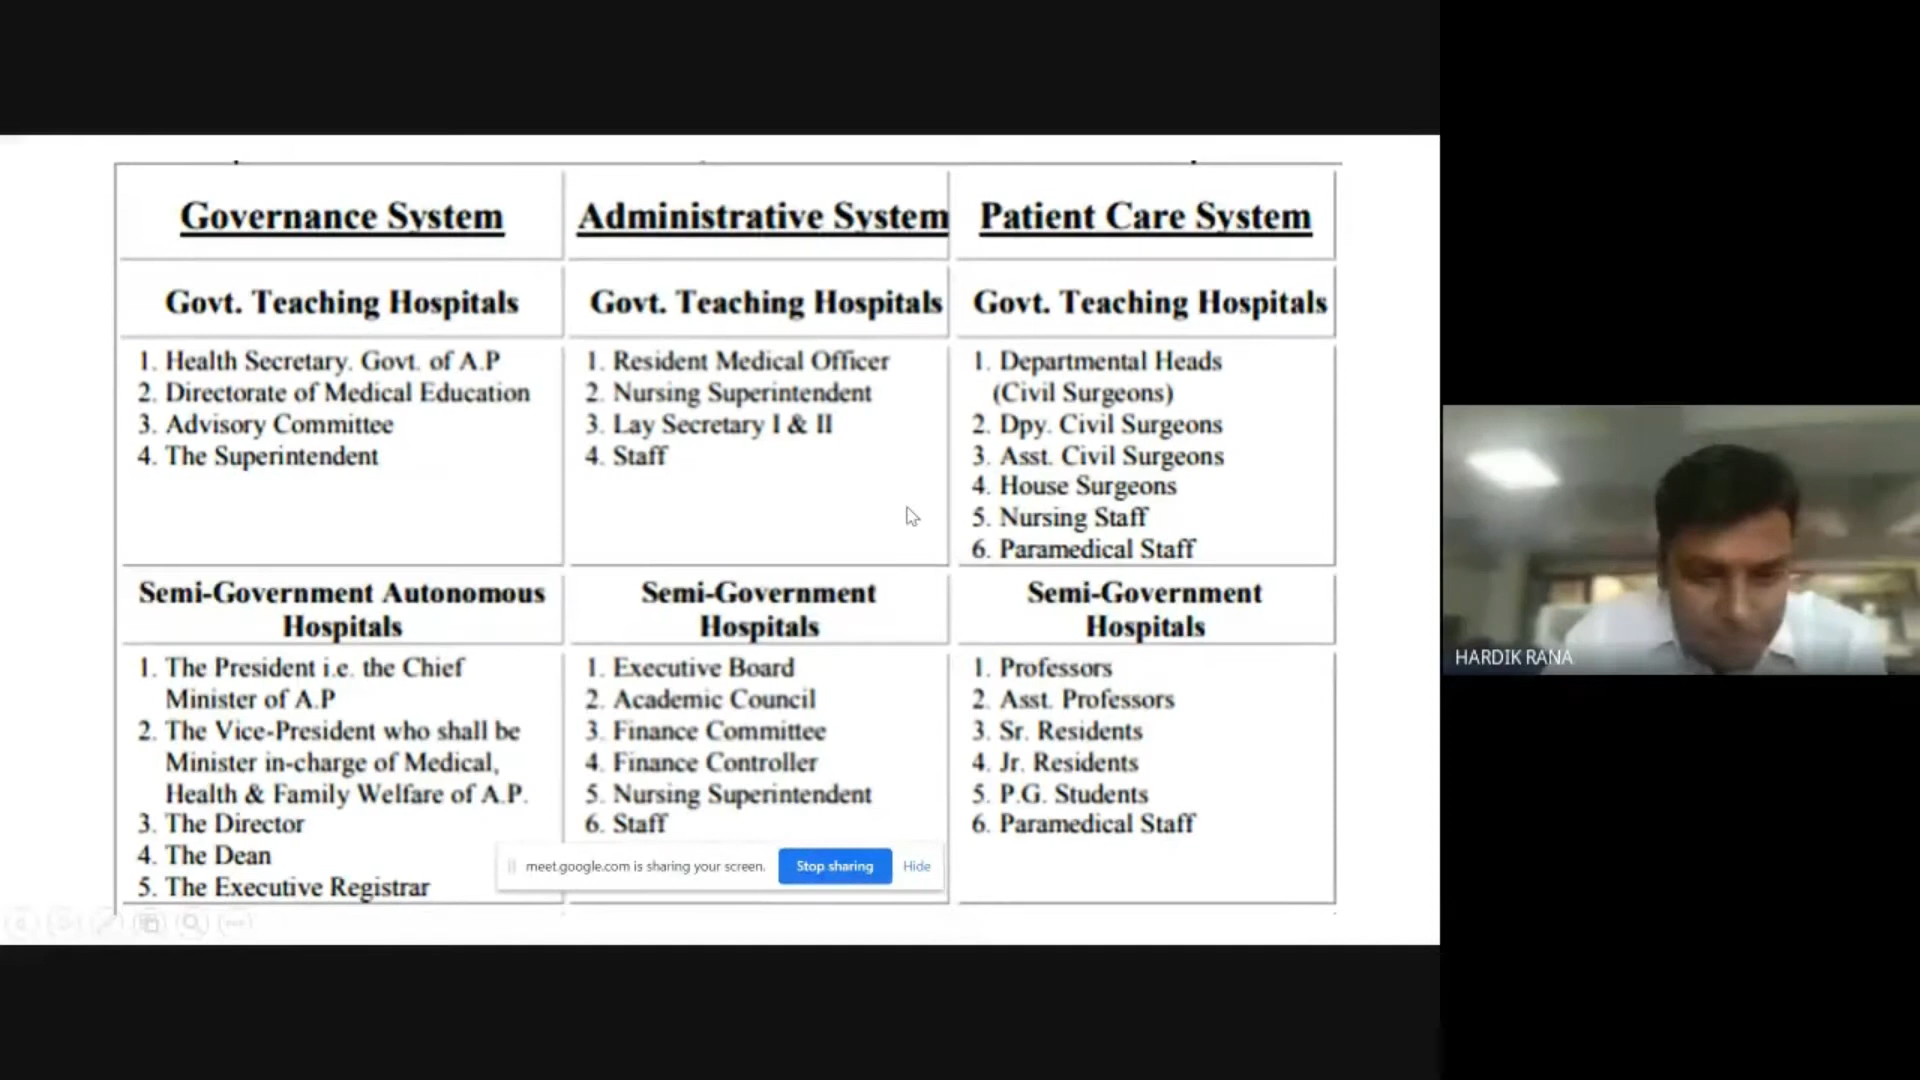 Governance System
Administrative System
Patient Care System
Govt. Teaching Hospitals
Govt. Teaching Hospitals
Govt. Teaching Hospitals
1. Health Secretary. Govt. of A.P
2. Directorate of Medical Education
3. Advisory Committee
4. The Superintendent
1. Resident Medical Officer
2. Nursing Superintendent
3. Lay Secretary I & II
4. Staff
1. Departmental Heads
(Civil Surgeons)
2. Dpy. Civil Surgeons
3. Asst. Civil Surgeons
4. House Surgeons
5. Nursing Staff
6. Paramedical Staff
Semi-Government Autonomous
Hospitals
Semi-Government
Hospitals
Semi-Government
Hospitals
1. The President i.e. the Chief
Minister of A.P
2. The Vice-President who shall be
Minister in-charge of Medical,
Health & Family Welfare of A.P.
3. The Director
4. The Dean
5. The Executive Registrar
1. Executive Board
2. Academic Council
3. Finance Committee
4. Finance Controller
5. Nursing Superintendent
6. Staff
1. Professors
2. Asst. Professors
3. Sr. Residents
4. Jr. Residents
5. P.G. Students
6. Paramedical Staff
meet.google.com is sharing your screen.
Stop sharing
Hide
HARDIK RANA